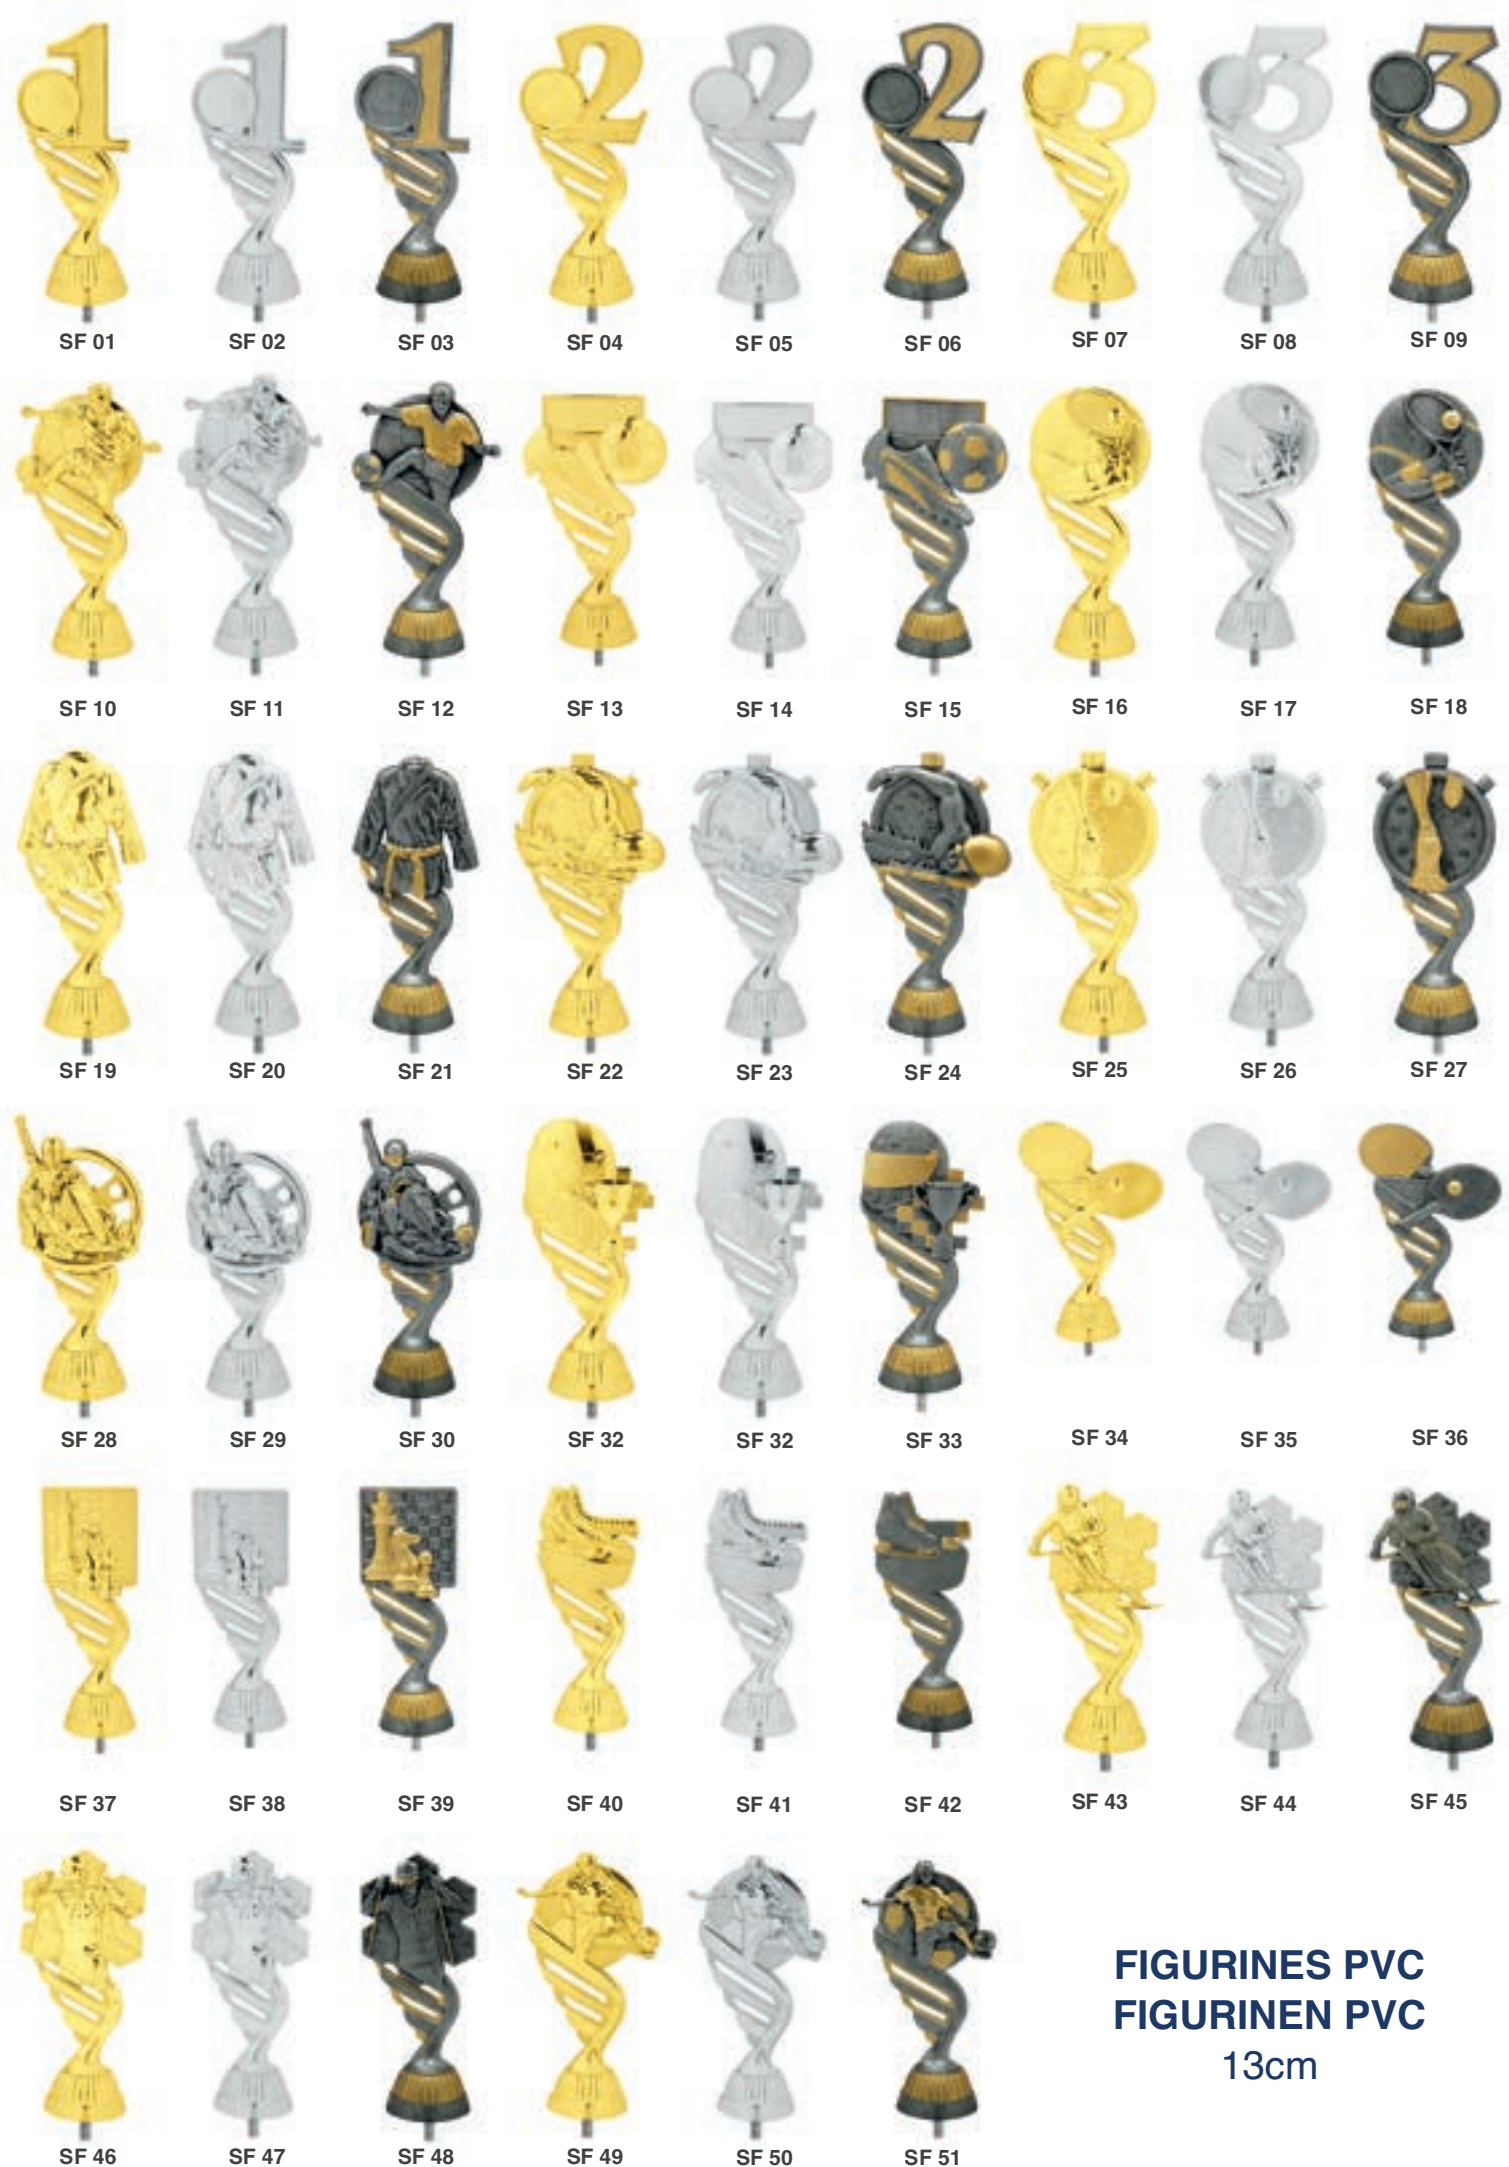 SF 01 SF 02 SF 03 SF 04 SF 05 SF 06 SF 07 SF 08 SF 09
SF 10 SF 11 SF 12 SF 13 SF 14 SF 15 SF 16 SF 17 SF 18
SF 19 SF 20 SF 21 SF 22 SF 23 SF 24 SF 25 SF 26 SF 27
SF 28 SF 29 SF 30 SF 32 SF 32 SF 33 SF 34 SF 35 SF 36
SF 37 SF 38 SF 39 SF 40 SF 41 SF 42 SF 43 SF 44 SF 45
SF 46 SF 47 SF 48 SF 49 SF 50 SF 51
FIGURINES PVC
FIGURINEN PVC
13cm